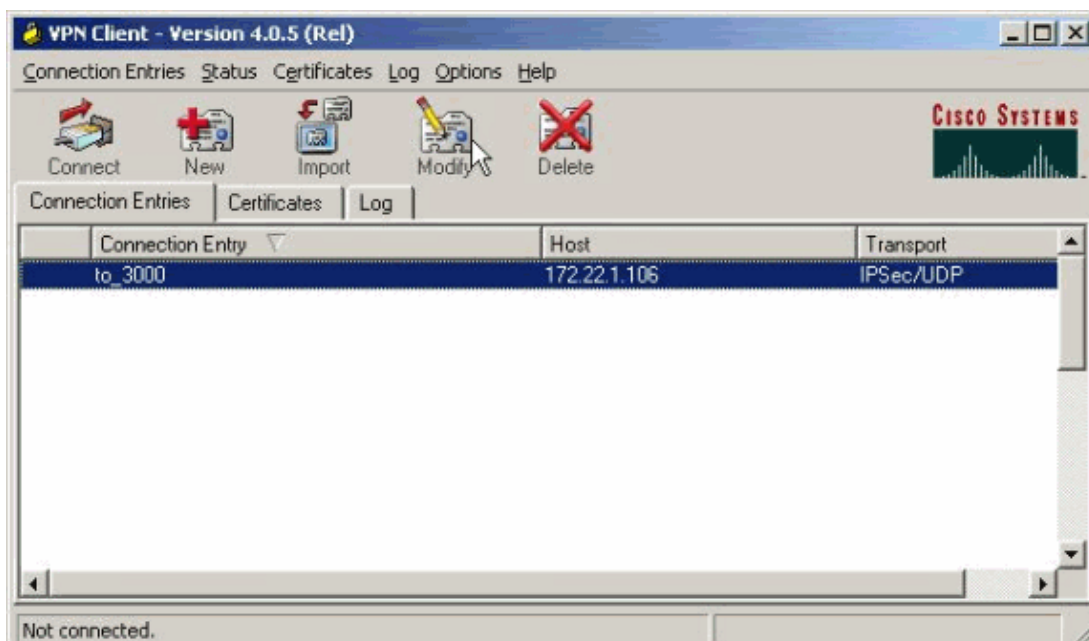 VPN Client - Version 4.0.5 (Rel)
Connection Entries Status Certificates Log Options Help
Connect New Import Modify Delete
CISCO SYSTEMS
Connection Entries Certificates Log
Connection Entry Host Transport
to_3000 172.22.1.106 IPSec/UDP
Not connected.